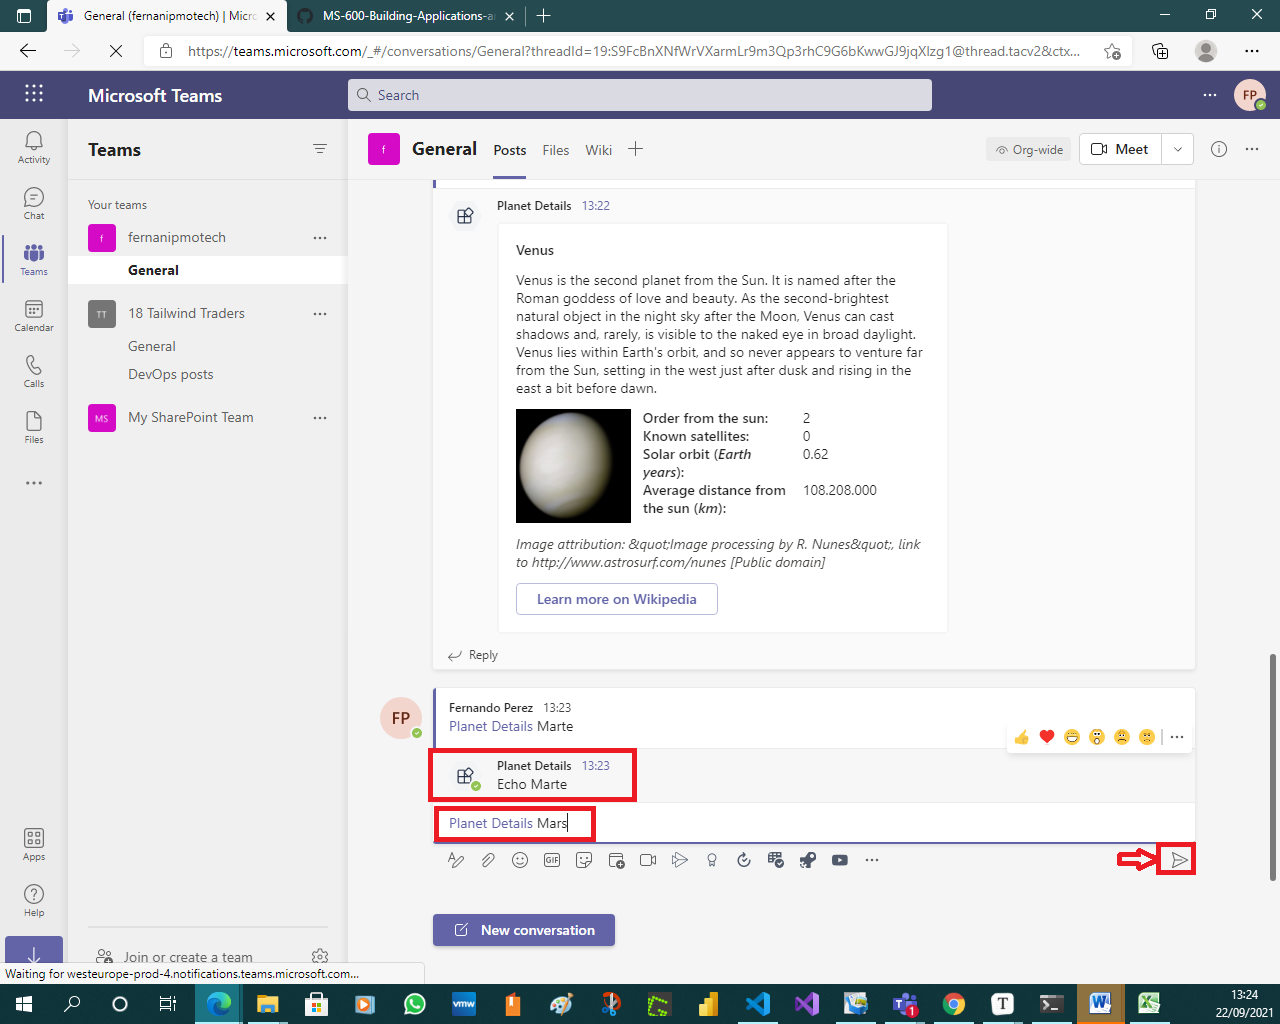 General (fernanipmotech) | Micro
MS-600-Building-Applications-a
https://teams.microsoft.com/_#/conversations/General?threadId=19:S9FcBnXNfWrVXarmLr9m3Qp3rhC9G6bKwwGJ9jqXlzg1@thread.tacv2&ctx...
Microsoft Teams
Search
FP
Activity
Chat
Teams
Calendar
Calls
Files
Apps
Help
Teams
Your teams
f
fernanipmotech
General
TT
18 Tailwind Traders
General
DevOps posts
MS
My SharePoint Team
Join or create a team
Waiting for westeurope-prod-4.notifications.teams.microsoft.com...
f
General
Posts
Files
Wiki
Org-wide
Meet
Planet Details 13:22
Venus
Venus is the second planet from the Sun. It is named after the
Roman goddess of love and beauty. As the second-brightest
natural object in the night sky after the Moon, Venus can cast
shadows and, rarely, is visible to the naked eye in broad daylight.
Venus lies within Earth's orbit, and so never appears to venture far
from the Sun, setting in the west just after dusk and rising in the
east a bit before dawn.
Order from the sun: 2
Known satellites: 0
Solar orbit (Earth 0.62
years):
Average distance from 108.208.000
the sun (km):
Image attribution: &quot;Image processing by R. Nunes&quot;, link
to http://www.astrosurf.com/nunes [Public domain]
Learn more on Wikipedia
Reply
FP
Fernando Perez 13:23
Planet Details Marte
Planet Details 13:23
Echo Marte
Planet Details Mars
GIF
New conversation
vmw
T
1
13:24
22/09/2021